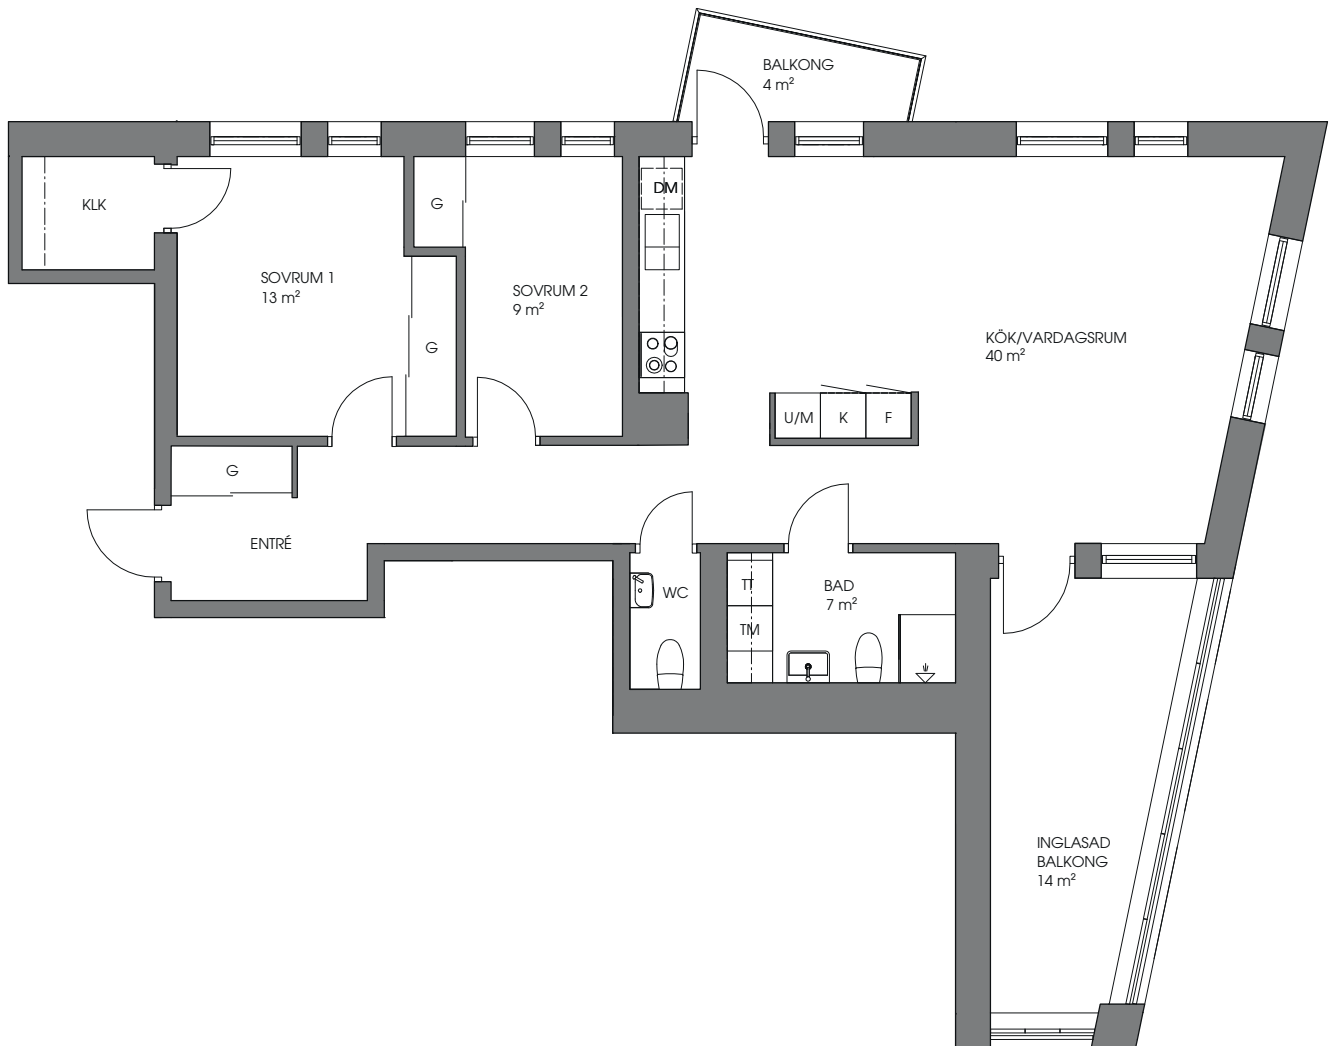 BALKONG
4 m²
KLK
G
DM
SOVRUM 1
13 m²
SOVRUM 2
9 m²
G
KÖK/VARDAGSRUM
40 m²
U/M
K
F
G
ENTRÉ
WC
TT
TM
BAD
7 m²
INGLASAD
BALKONG
14 m²